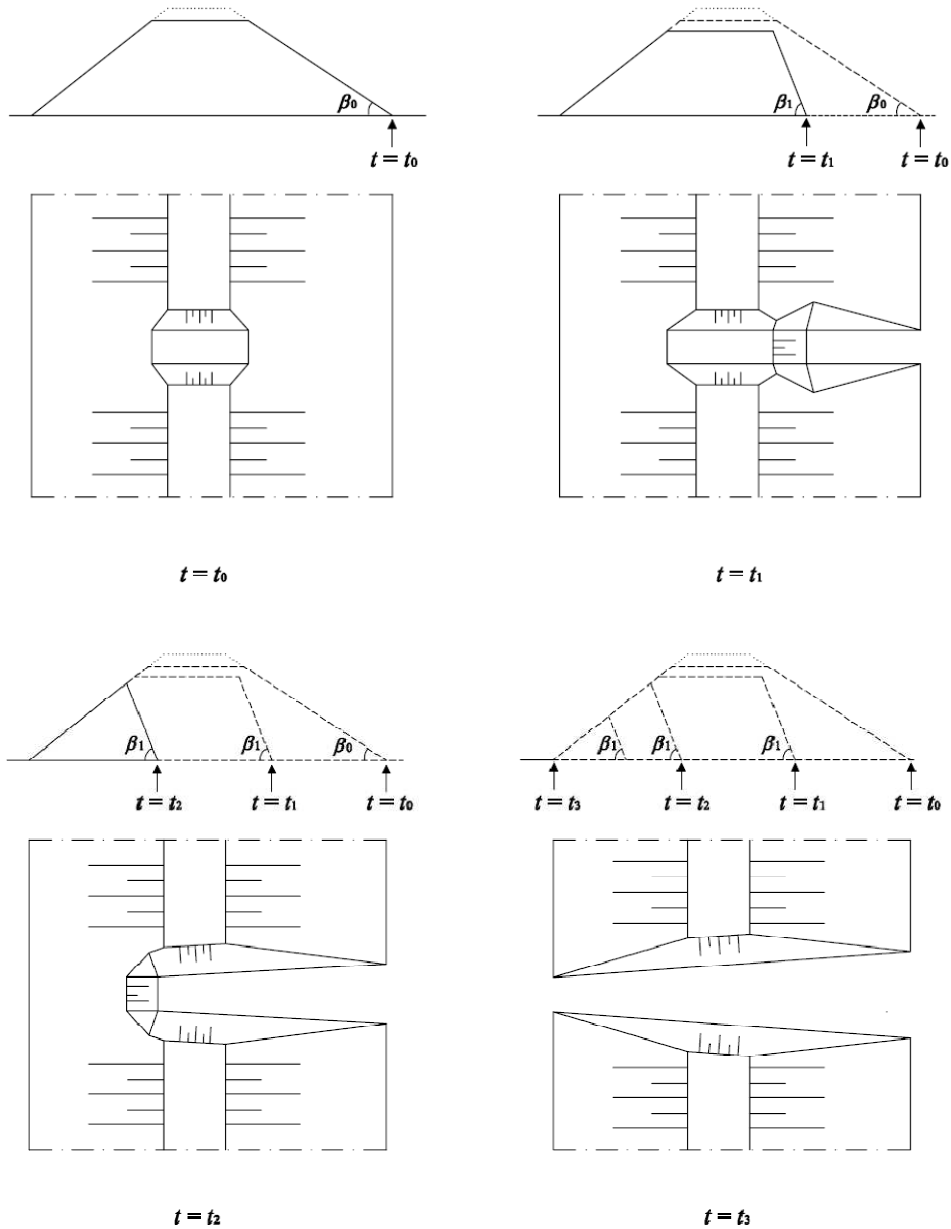 β0
t = t0
β1 β0
t = t1 t = t0
t = t0
t = t1
β1 β1 β0
t = t2 t = t1 t = t0
β1 β1 β1
t = t3 t = t2 t = t1 t = t0
t = t2
t = t3